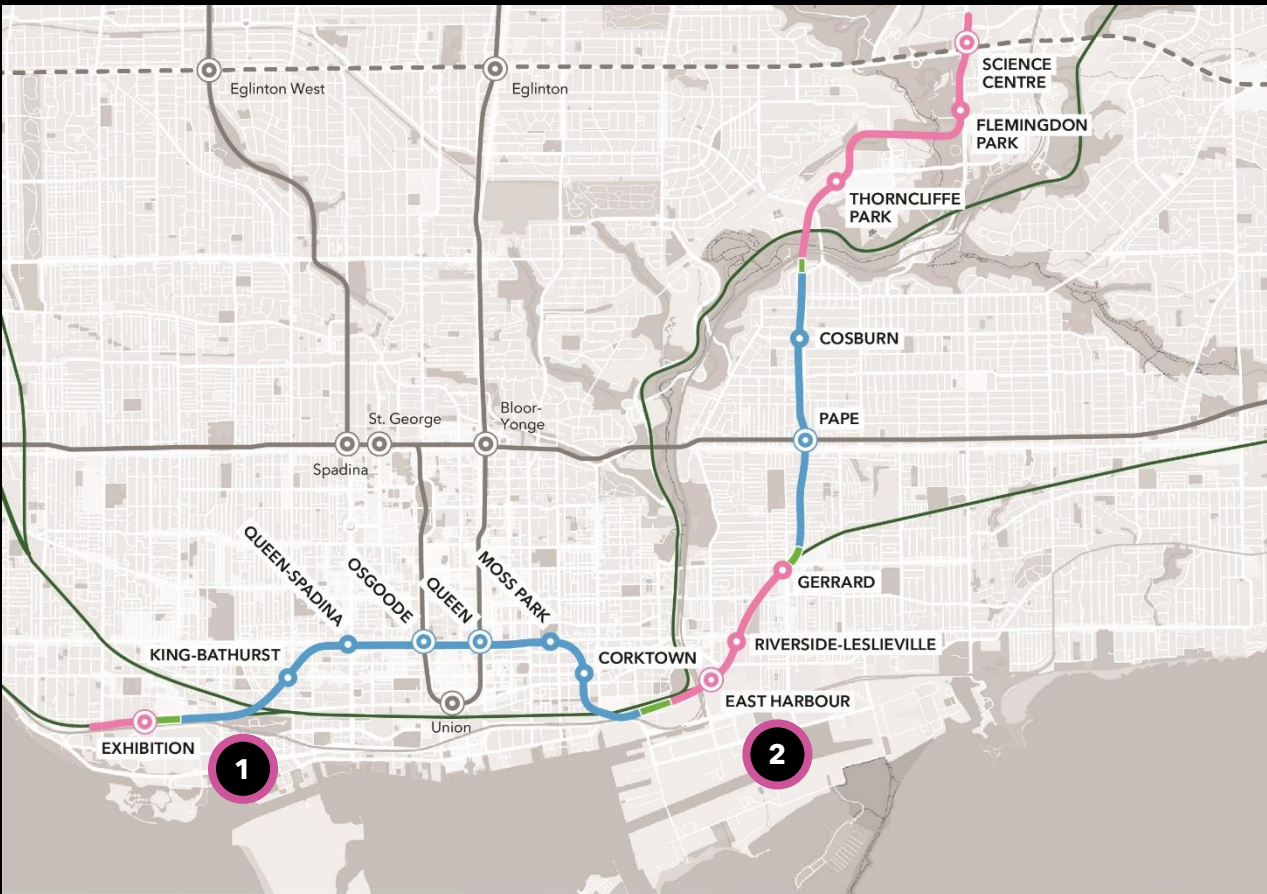 SCIENCE
CENTRE
Eglinton West
Eglinton
FLEMINGDON
PARK
THORNCLIFFE
PARK
COSBURN
St. George
Bloor-
Yonge
PAPE
Spadina
QUEEN-SPADINA
OSGOODE
QUEEN
MOSS PARK
GERRARD
KING-BATHURST
CORKTOWN
RIVERSIDE-LESLIEVILLE
EAST HARBOUR
Union
EXHIBITION
1
2